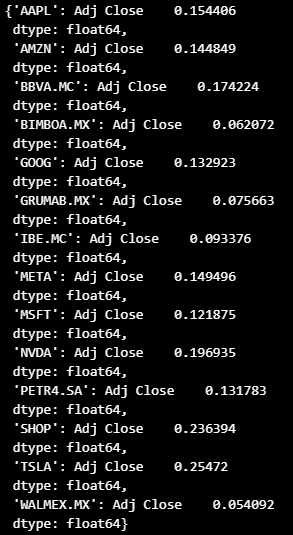 {'AAPL': Adj Close    0.154406
dtype: float64,
'AMZN': Adj Close    0.144849
dtype: float64,
'BBVA.MC': Adj Close    0.174224
dtype: float64,
'BIMBOA.MX': Adj Close    0.062072
dtype: float64,
'GOOG': Adj Close    0.132923
dtype: float64,
'GRUMAB.MX': Adj Close    0.075663
dtype: float64,
'IBE.MC': Adj Close    0.093376
dtype: float64,
'META': Adj Close    0.149496
dtype: float64,
'MSFT': Adj Close    0.121875
dtype: float64,
'NVDA': Adj Close    0.196935
dtype: float64,
'PETR4.SA': Adj Close    0.131783
dtype: float64,
'SHOP': Adj Close    0.236394
dtype: float64,
'TSLA': Adj Close    0.25472
dtype: float64,
'WALMEX.MX': Adj Close    0.054092
dtype: float64}